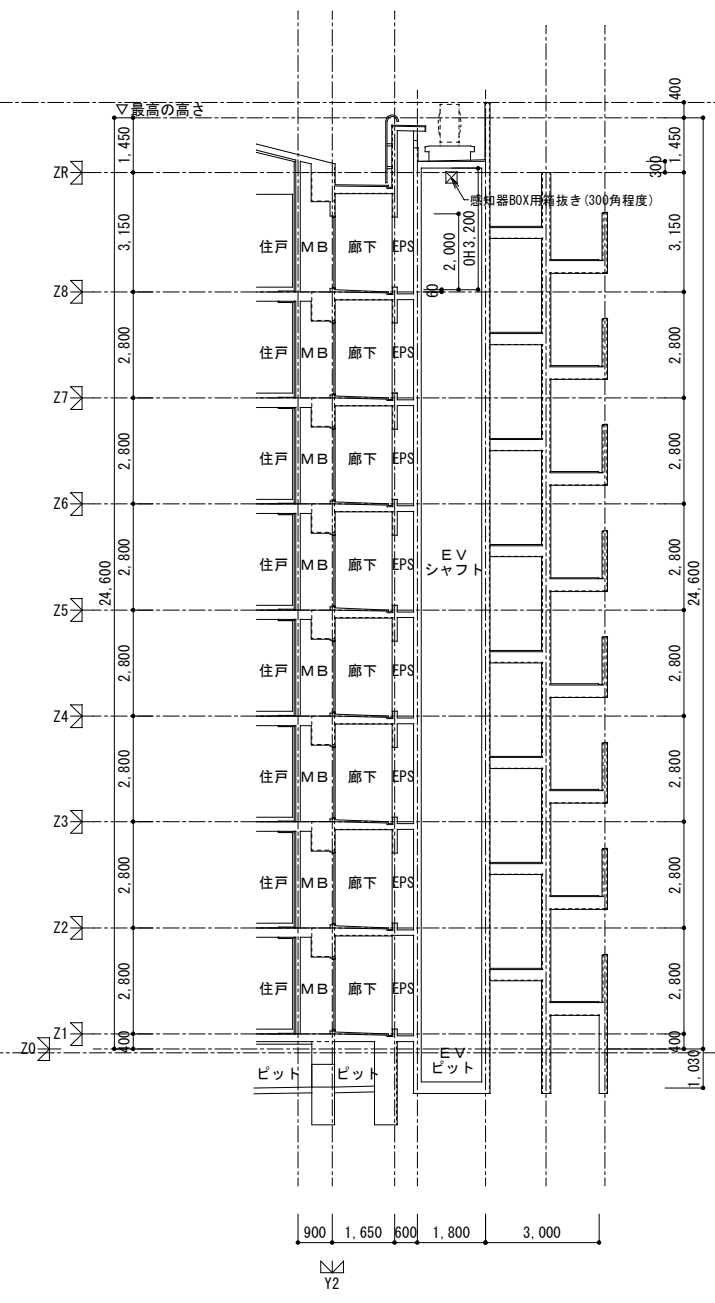 400
▽最高の高さ
1,450
1,450
300
ZR
感知器BOX用箱抜き(300角程度)
3,150
住戸
MB
廊下
EPS
2,000
OH3,200
3,150
60
Z8
2,800
住戸
MB
廊下
EPS
2,800
Z7
2,800
住戸
MB
廊下
EPS
2,800
Z6
24,600
2,800
住戸
MB
廊下
EPS
EV
シャフト
2,800
24,600
Z5
2,800
住戸
MB
廊下
EPS
2,800
Z4
2,800
住戸
MB
廊下
EPS
2,800
Z3
2,800
住戸
MB
廊下
EPS
2,800
Z2
2,800
住戸
MB
廊下
EPS
2,800
Z1
400
400
Z0
ピット
ピット
EV
ピット
1,030
900
1,650
600
1,800
3,000
Y2